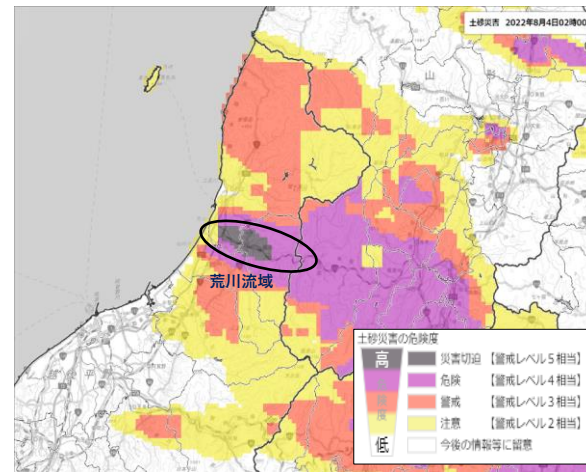 土砂災害 2022年8月4日02時00
山
形
荒川流域
土砂災害の危険度
高
危
険
度
低
災害切迫 【警戒レベル5相当】
危険 【警戒レベル4相当】
警戒 【警戒レベル3相当】
注意 【警戒レベル2相当】
今後の情報等に留意